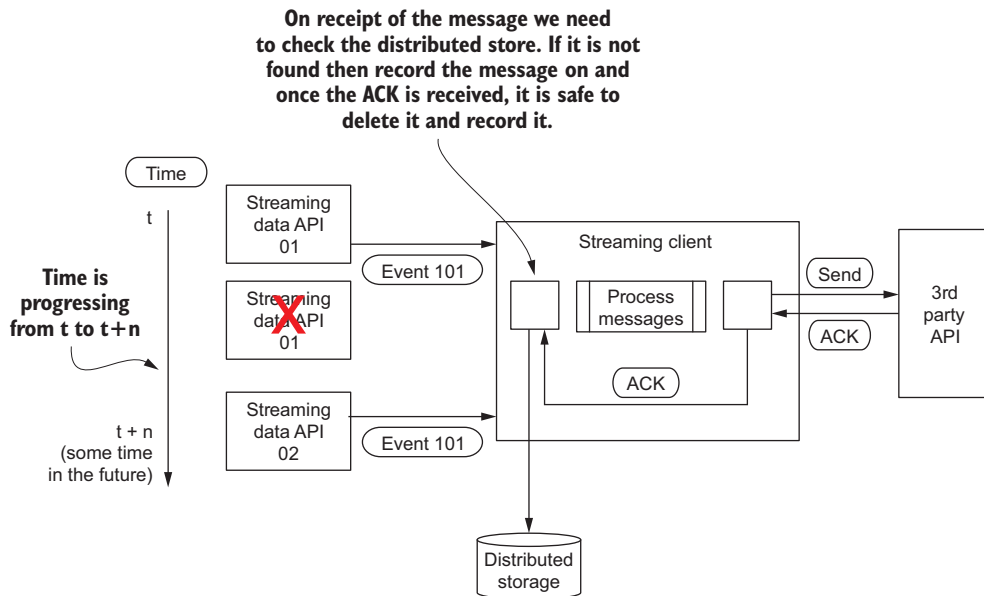 On receipt of the message we need
to check the distributed store. If it is not
found then record the message on and
once the ACK is received, it is safe to
delete it and record it.
Time
t
Time is
progressing
from t to t+n
t + n
(some time
in the future)
Streaming
data API
01
Event 101
Streaming
data API
01
Streaming
data API
02
Event 101
Streaming client
Process
messages
ACK
Send
ACK
3rd
party
API
Distributed
storage